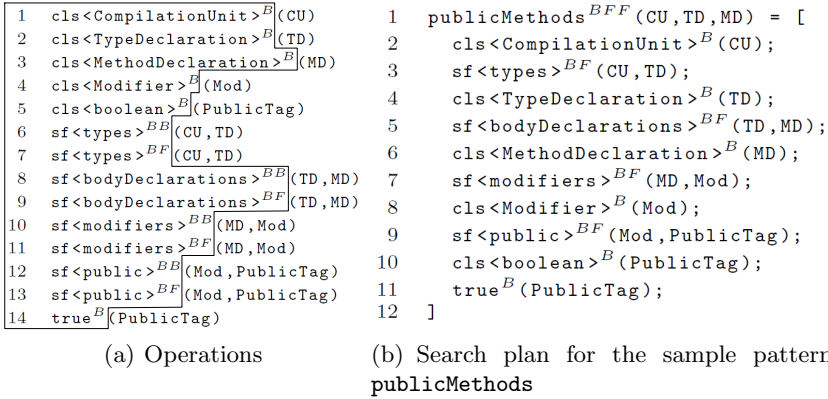 1 cls<CompilationUnit>B(CU)
2 cls<TypeDeclaration>B(TD)
3 cls<MethodDeclaration>B(MD)
4 cls<Modifier>B(Mod)
5 cls<boolean>B(PublicTag)
6 sf<types>BB(CU,TD)
7 sf<types>BF(CU,TD)
8 sf<bodyDeclarations>BB(TD,MD)
9 sf<bodyDeclarations>BF(TD,MD)
10 sf<modifiers>BB(MD,Mod)
11 sf<modifiers>BF(MD,Mod)
12 sf<public>BB(Mod,PublicTag)
13 sf<public>BF(Mod,PublicTag)
14 trueB(PublicTag)
(a) Operations
1 publicMethodsBFF(CU,TD,MD) = [
2 cls<CompilationUnit>B(CU);
3 sf<types>BF(CU,TD);
4 cls<TypeDeclaration>B(TD);
5 sf<bodyDeclarations>BF(TD,MD);
6 cls<MethodDeclaration>B(MD);
7 sf<modifiers>BF(MD,Mod);
8 cls<Modifier>B(Mod);
9 sf<public>BF(Mod,PublicTag);
10 cls<boolean>B(PublicTag);
11 trueB(PublicTag);
12 ]
(b) Search plan for the sample pattern
publicMethods